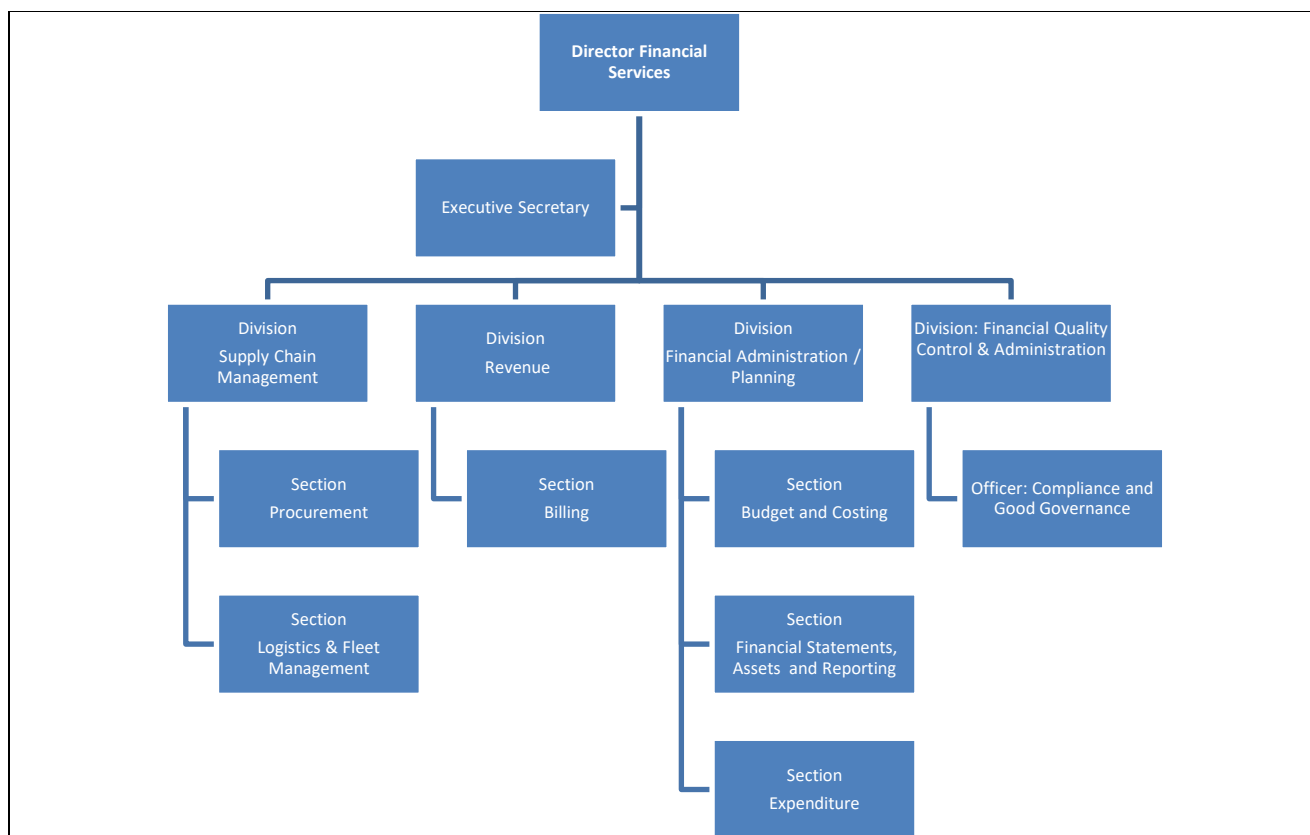 Director Financial
Services
Executive Secretary
Division
Supply Chain
Management
Division
Revenue
Division
Financial Administration /
Planning
Division: Financial Quality
Control & Administration
Section
Procurement
Section
Billing
Section
Budget and Costing
Officer: Compliance and
Good Governance
Section
Logistics & Fleet
Management
Section
Financial Statements,
Assets and Reporting
Section
Expenditure